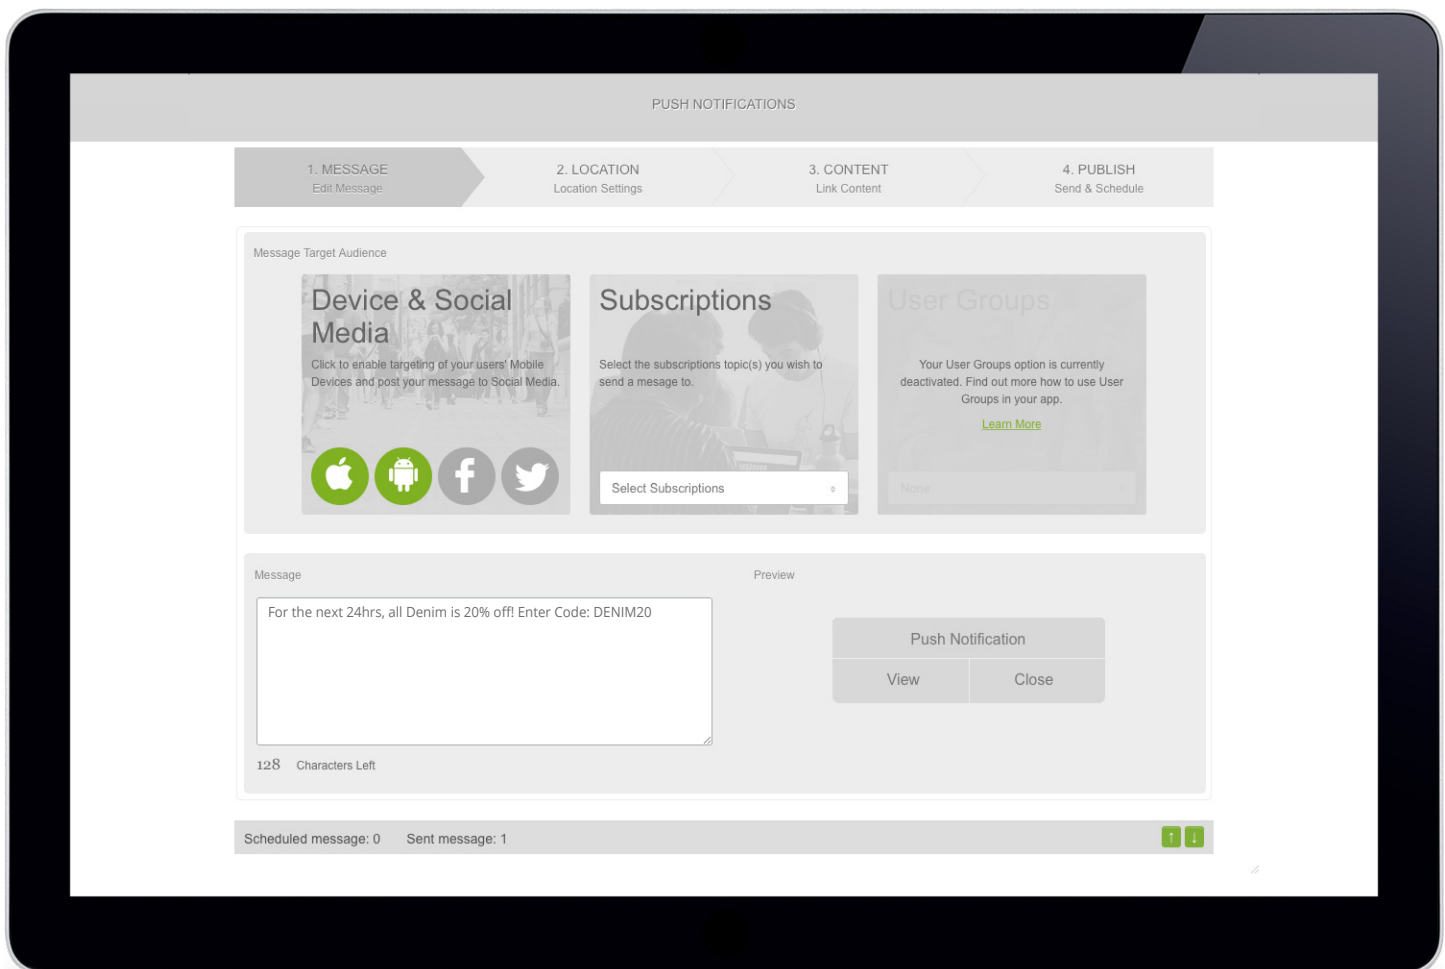 PUSH NOTIFICATIONS
1. MESSAGE
Edit Message
2. LOCATION
Location Settings
3. CONTENT
Link Content
4. PUBLISH
Send & Schedule
Message Target Audience
Device & Social
Media
Click to enable targeting of your users' Mobile
Devices and post your message to Social Media.
Subscriptions
Select the subscriptions topic(s) you wish to
send a mesage to.
Select Subscriptions
User Groups
Your User Groups option is currently
deactivated. Find out more how to use User
Groups in your app.
Learn More
None
Message
For the next 24hrs, all Denim is 20% off! Enter Code: DENIM20
128 Characters Left
Preview
Push Notification
View Close
Scheduled message: 0 Sent message: 1